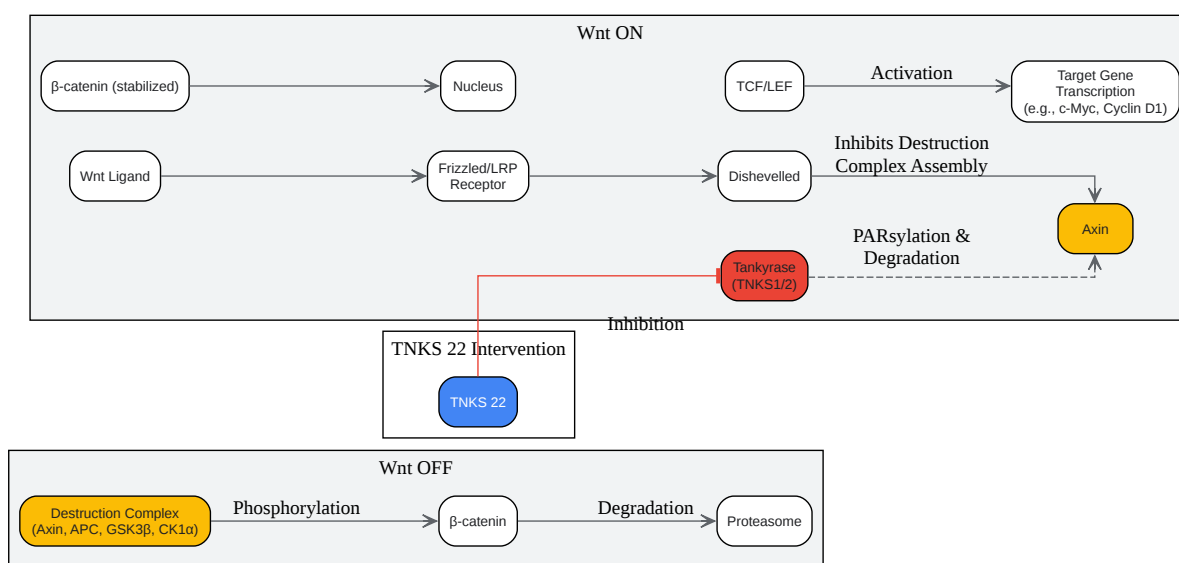 Wnt ON
β-catenin (stabilized)
Nucleus
TCF/LEF
Activation
Target Gene
Transcription
(e.g., c-Myc, Cyclin D1)
Wnt Ligand
Frizzled/LRP
Receptor
Dishevelled
Inhibits Destruction
Complex Assembly
Axin
Tankyrase
(TNKS1/2)
PARsylation &
Degradation
Inhibition
TNKS 22 Intervention
TNKS 22
Wnt OFF
Destruction Complex
(Axin, APC, GSK3β, CK1α)
Phosphorylation
β-catenin
Degradation
Proteasome